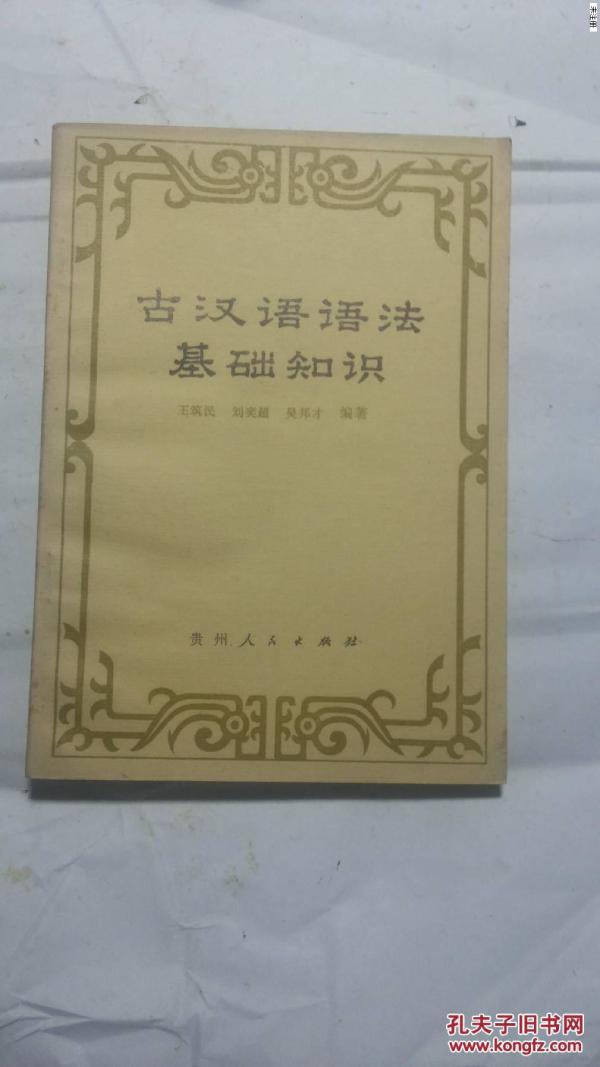 古汉语语法
基础知识
王筑民 刘奕超 吴邦才 编著
贵州人民出版社
孔夫子旧书网
www.kongfz.com